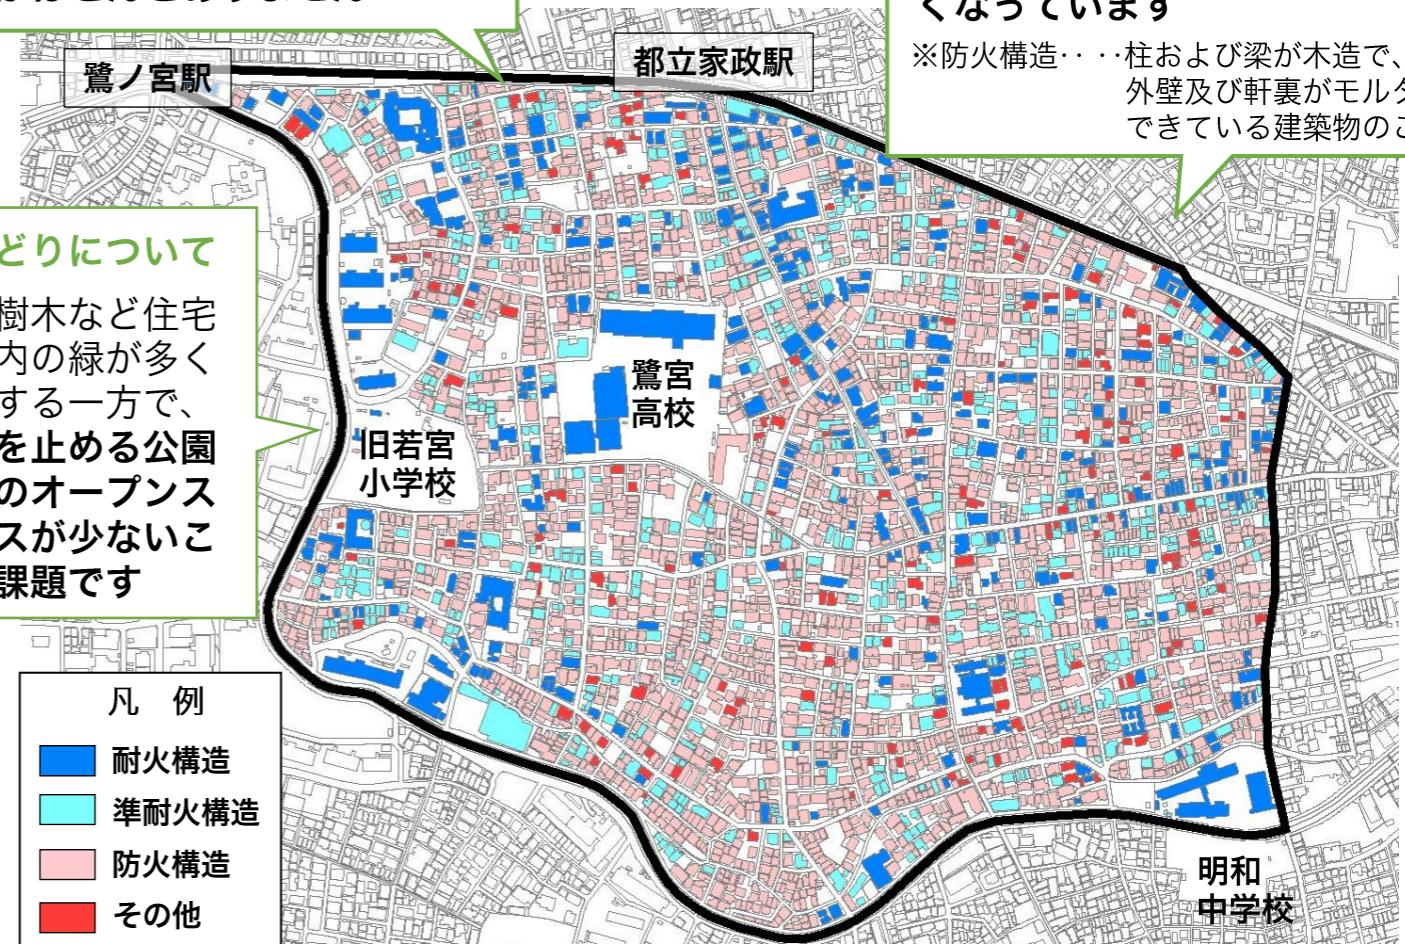 くなっています
※防火構造‥‥柱および梁が木造で、
外壁及び軒裏がモルタ
できている建築物のこ
鷺ノ宮駅
都立家政駅
どりについて
樹木など住宅
内の緑が多く
する一方で、
を止める公園
のオープンス
スが少ないこ
課題です
鷺宮
高校
旧若宮
小学校
凡 例
耐火構造
準耐火構造
防火構造
その他
明和
中学校